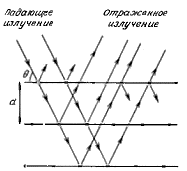 Падающее излучение
Отраженное излучение
θ
d